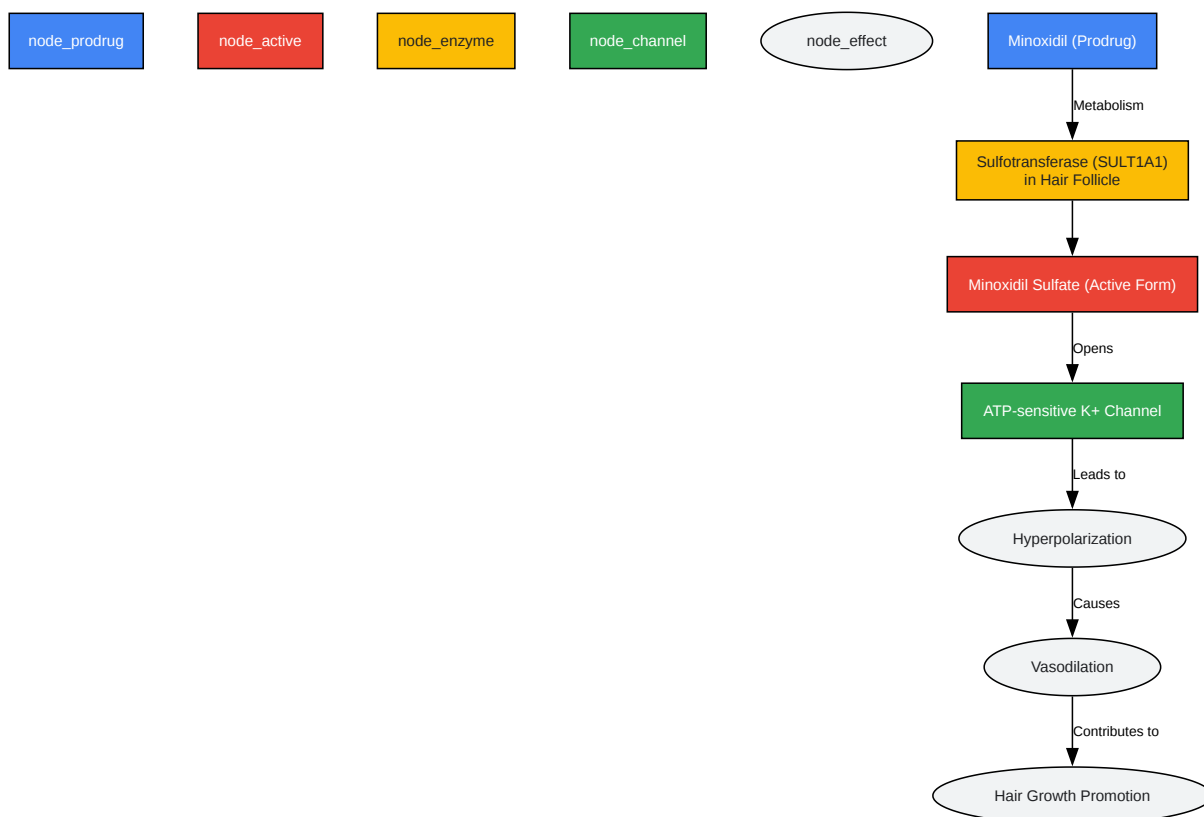 node_prodrug
node_active
node_enzyme
node_channel
node_effect
Minoxidil (Prodrug)
Metabolism
Sulfotransferase (SULT1A1)
in Hair Follicle
Minoxidil Sulfate (Active Form)
Opens
ATP-sensitive K+ Channel
Leads to
Hyperpolarization
Causes
Vasodilation
Contributes to
Hair Growth Promotion